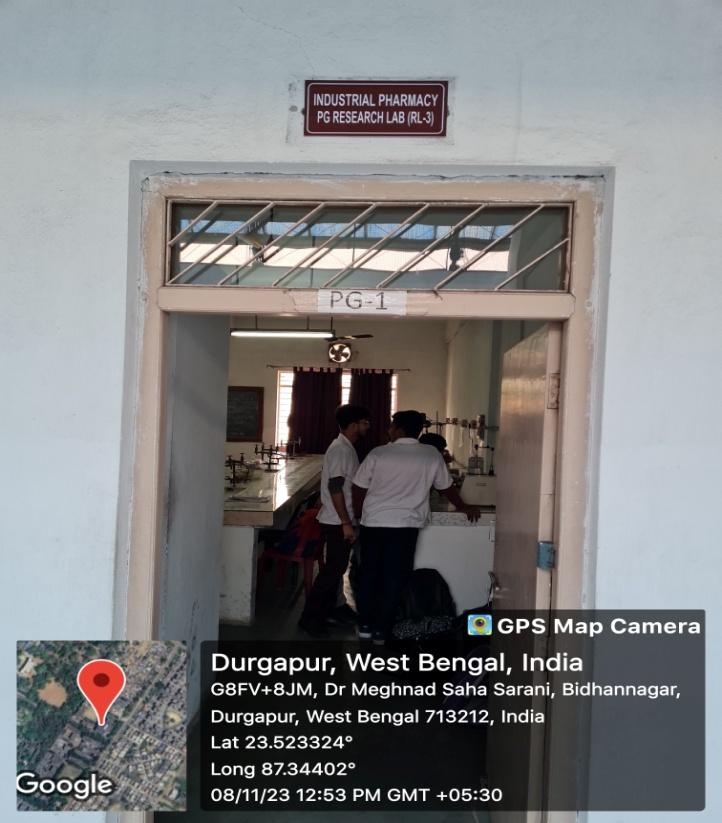 INDUSTRIAL PHARMACY
PG RESEARCH LAB (RL-3)
PG-1
GPS Map Camera
Durgapur, West Bengal, India
G8FV+8JM, Dr Meghnad Saha Sarani, Bidhannagar,
Durgapur, West Bengal 713212, India
Lat 23.523324°
Long 87.34402°
08/11/23 12:53 PM GMT +05:30
Google